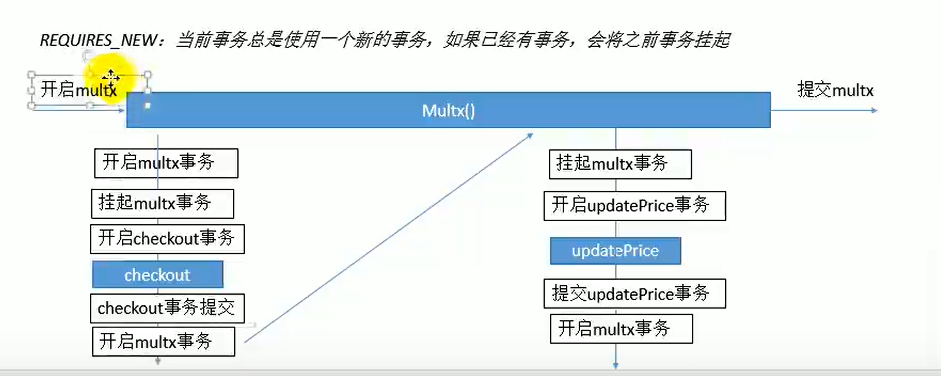 REQUIRES_NEW：当前事务总是使用一个新的事务，如果已经有事务，会将之前事务挂起
开启multx
提交multx
Multx()
开启multx事务
挂起multx事务
开启checkout事务
checkout
checkout事务提交
开启multx事务
挂起multx事务
开启updatePrice事务
updatePrice
提交updatePrice事务
开启multx事务